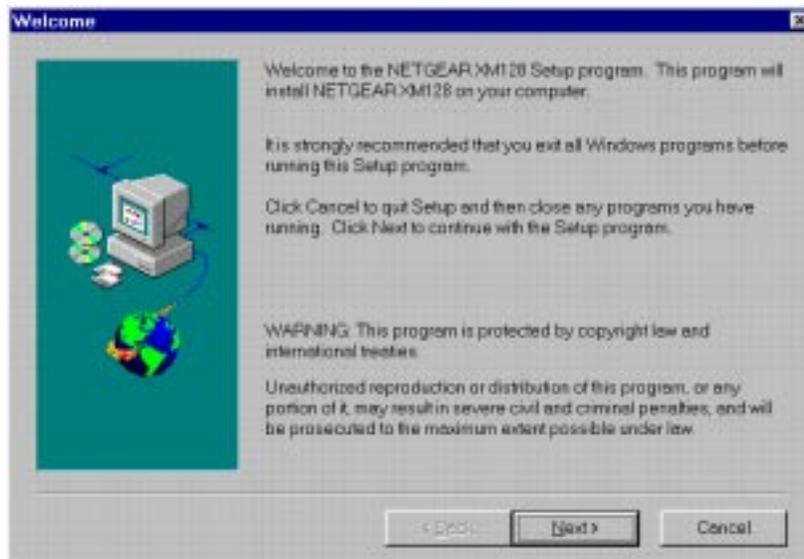 Welcome
Welcome to the NETGEAR XM128 Setup program. This program will
install NETGEAR XM128 on your computer.
It is strongly recommended that you exit all Windows programs before
running this Setup program.
Click Cancel to quit Setup and then close any programs you have
running. Click Next to continue with the Setup program.
WARNING: This program is protected by copyright law and
international treaties.
Unauthorized reproduction or distribution of this program, or any
portion of it, may result in severe civil and criminal penalties, and will
be prosecuted to the maximum extent possible under law.
< Back
Next >
Cancel